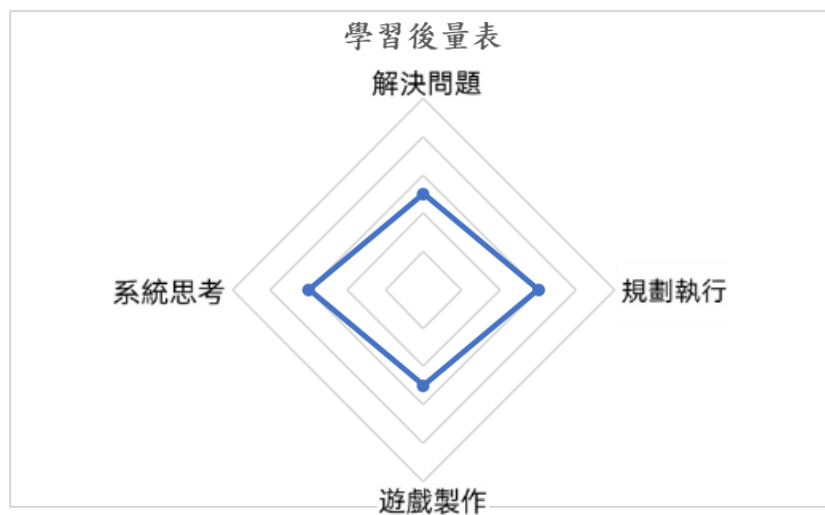 學習後量表
解決問題
系統思考
規劃執行
遊戲製作